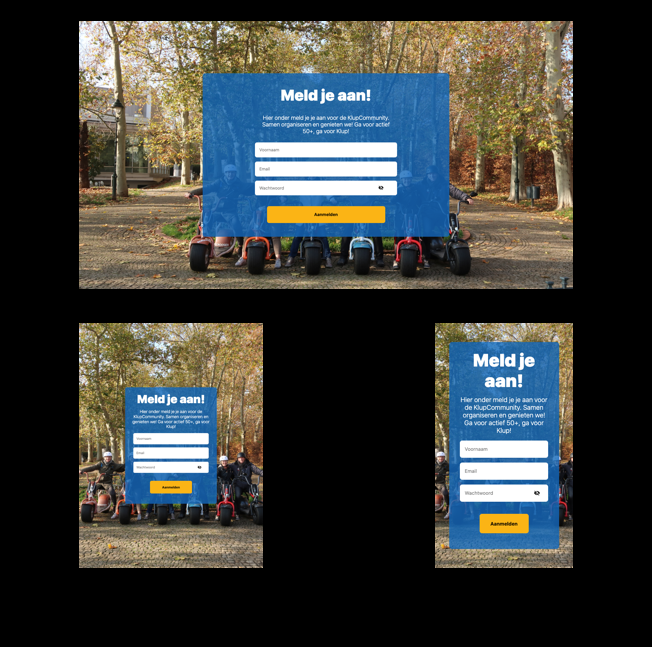 Meld je aan!
Hier onder meld je je aan voor de KlupCommunity.
Samen organiseren en genieten we! Ga voor actief
50+, ga voor Klup!
Voornaam
Email
Wachtwoord
Aanmelden
Meld je aan!
Hier onder meld je je aan voor de
KlupCommunity. Samen organiseren en
genieten we! Ga voor actief 50+, ga voor
Klup!
Voornaam
Email
Wachtwoord
Aanmelden
Meld je
aan!
Hier onder meld je je aan voor
de KlupCommunity. Samen
organiseren en genieten we!
Ga voor actief 50+, ga voor
Klup!
Voornaam
Email
Wachtwoord
Aanmelden